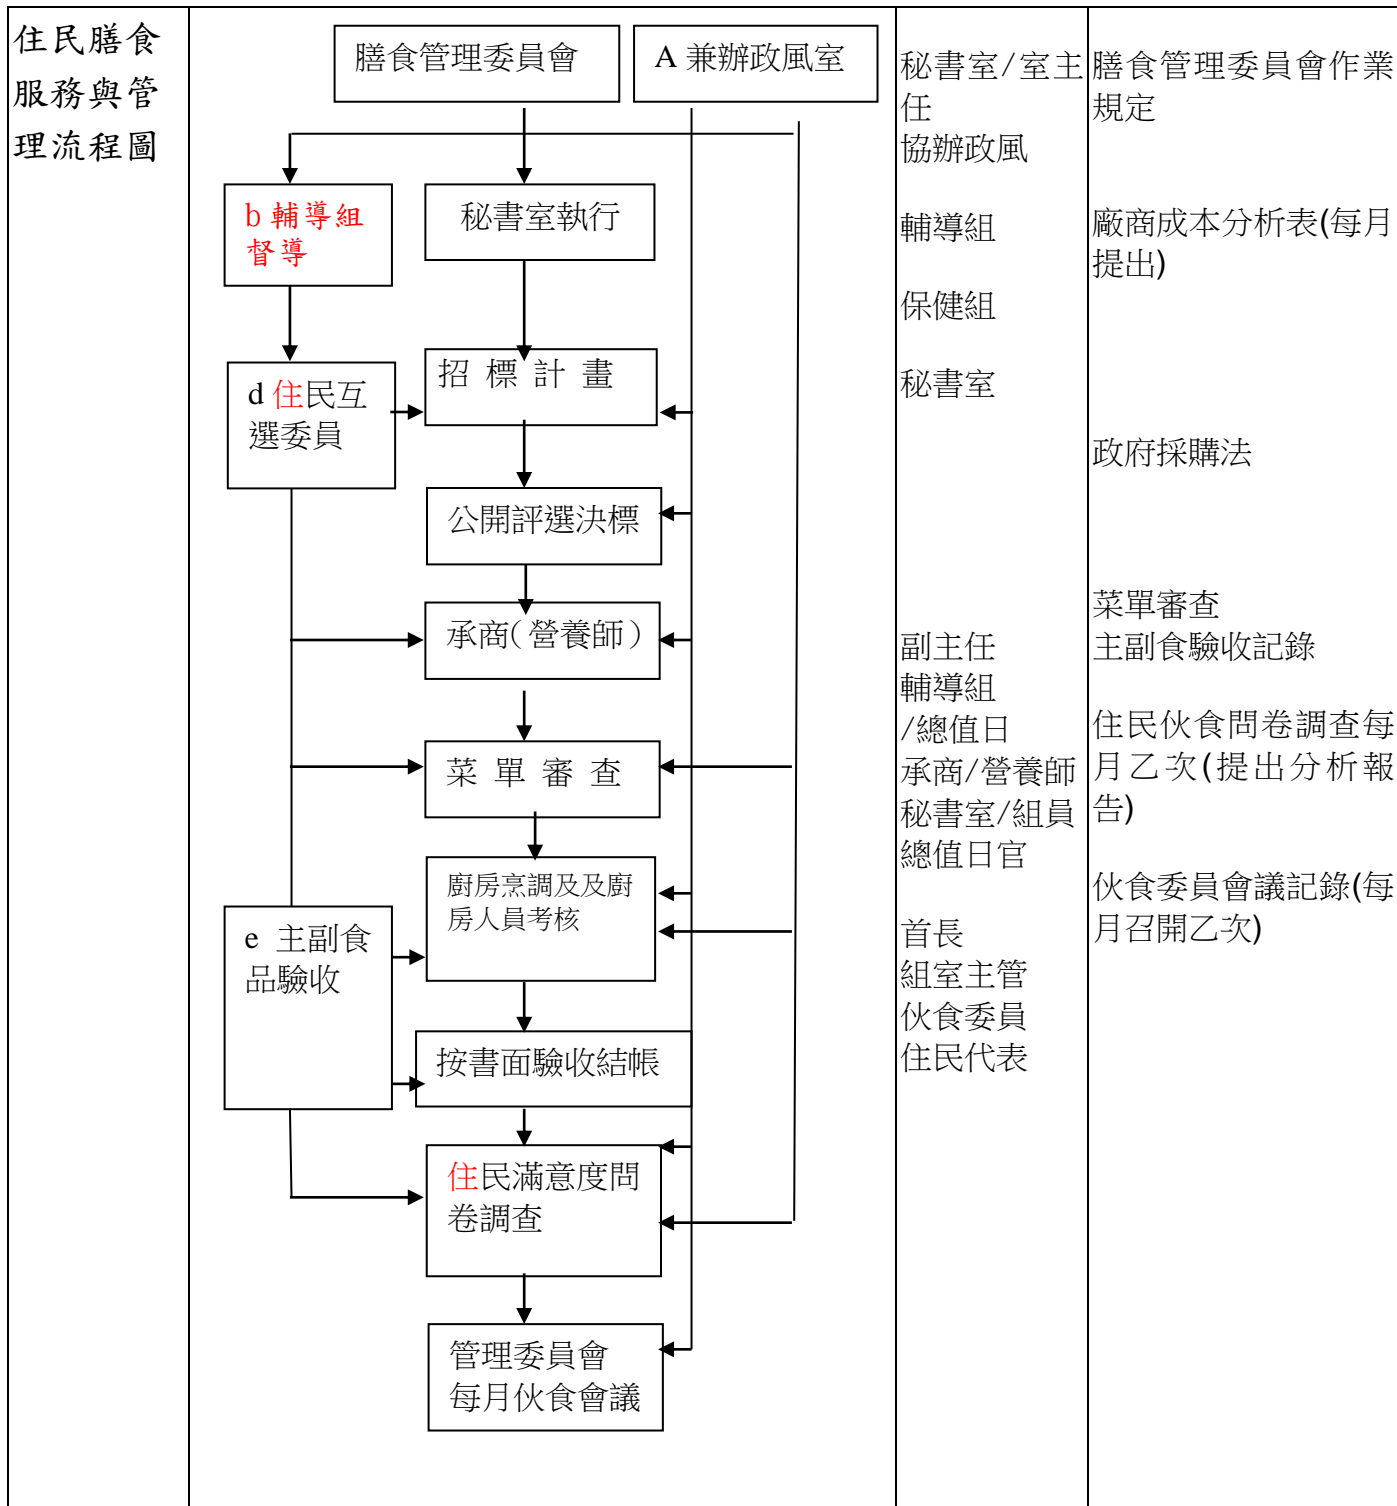 住民膳食
服務與管
理流程圖
膳食管理委員會
A 兼辦政風室
b 輔導組
督導
秘書室執行
d 住民互
選委員
招 標 計 畫
公開評選決標
承商(營養師)
菜 單 審 查
廚房烹調及及廚
房人員考核
e 主副食
品驗收
按書面驗收結帳
住民滿意度問
卷調查
管理委員會
每月伙食會議
秘書室/室主
任
協辦政風
輔導組
保健組
秘書室
副主任
輔導組
/總值日
承商/營養師
秘書室/組員
總值日官
首長
組室主管
伙食委員
住民代表
膳食管理委員會作業
規定
廠商成本分析表(每月
提出)
政府採購法
菜單審查
主副食驗收記錄
住民伙食問卷調查每
月乙次(提出分析報
告)
伙食委員會議記錄(每
月召開乙次)